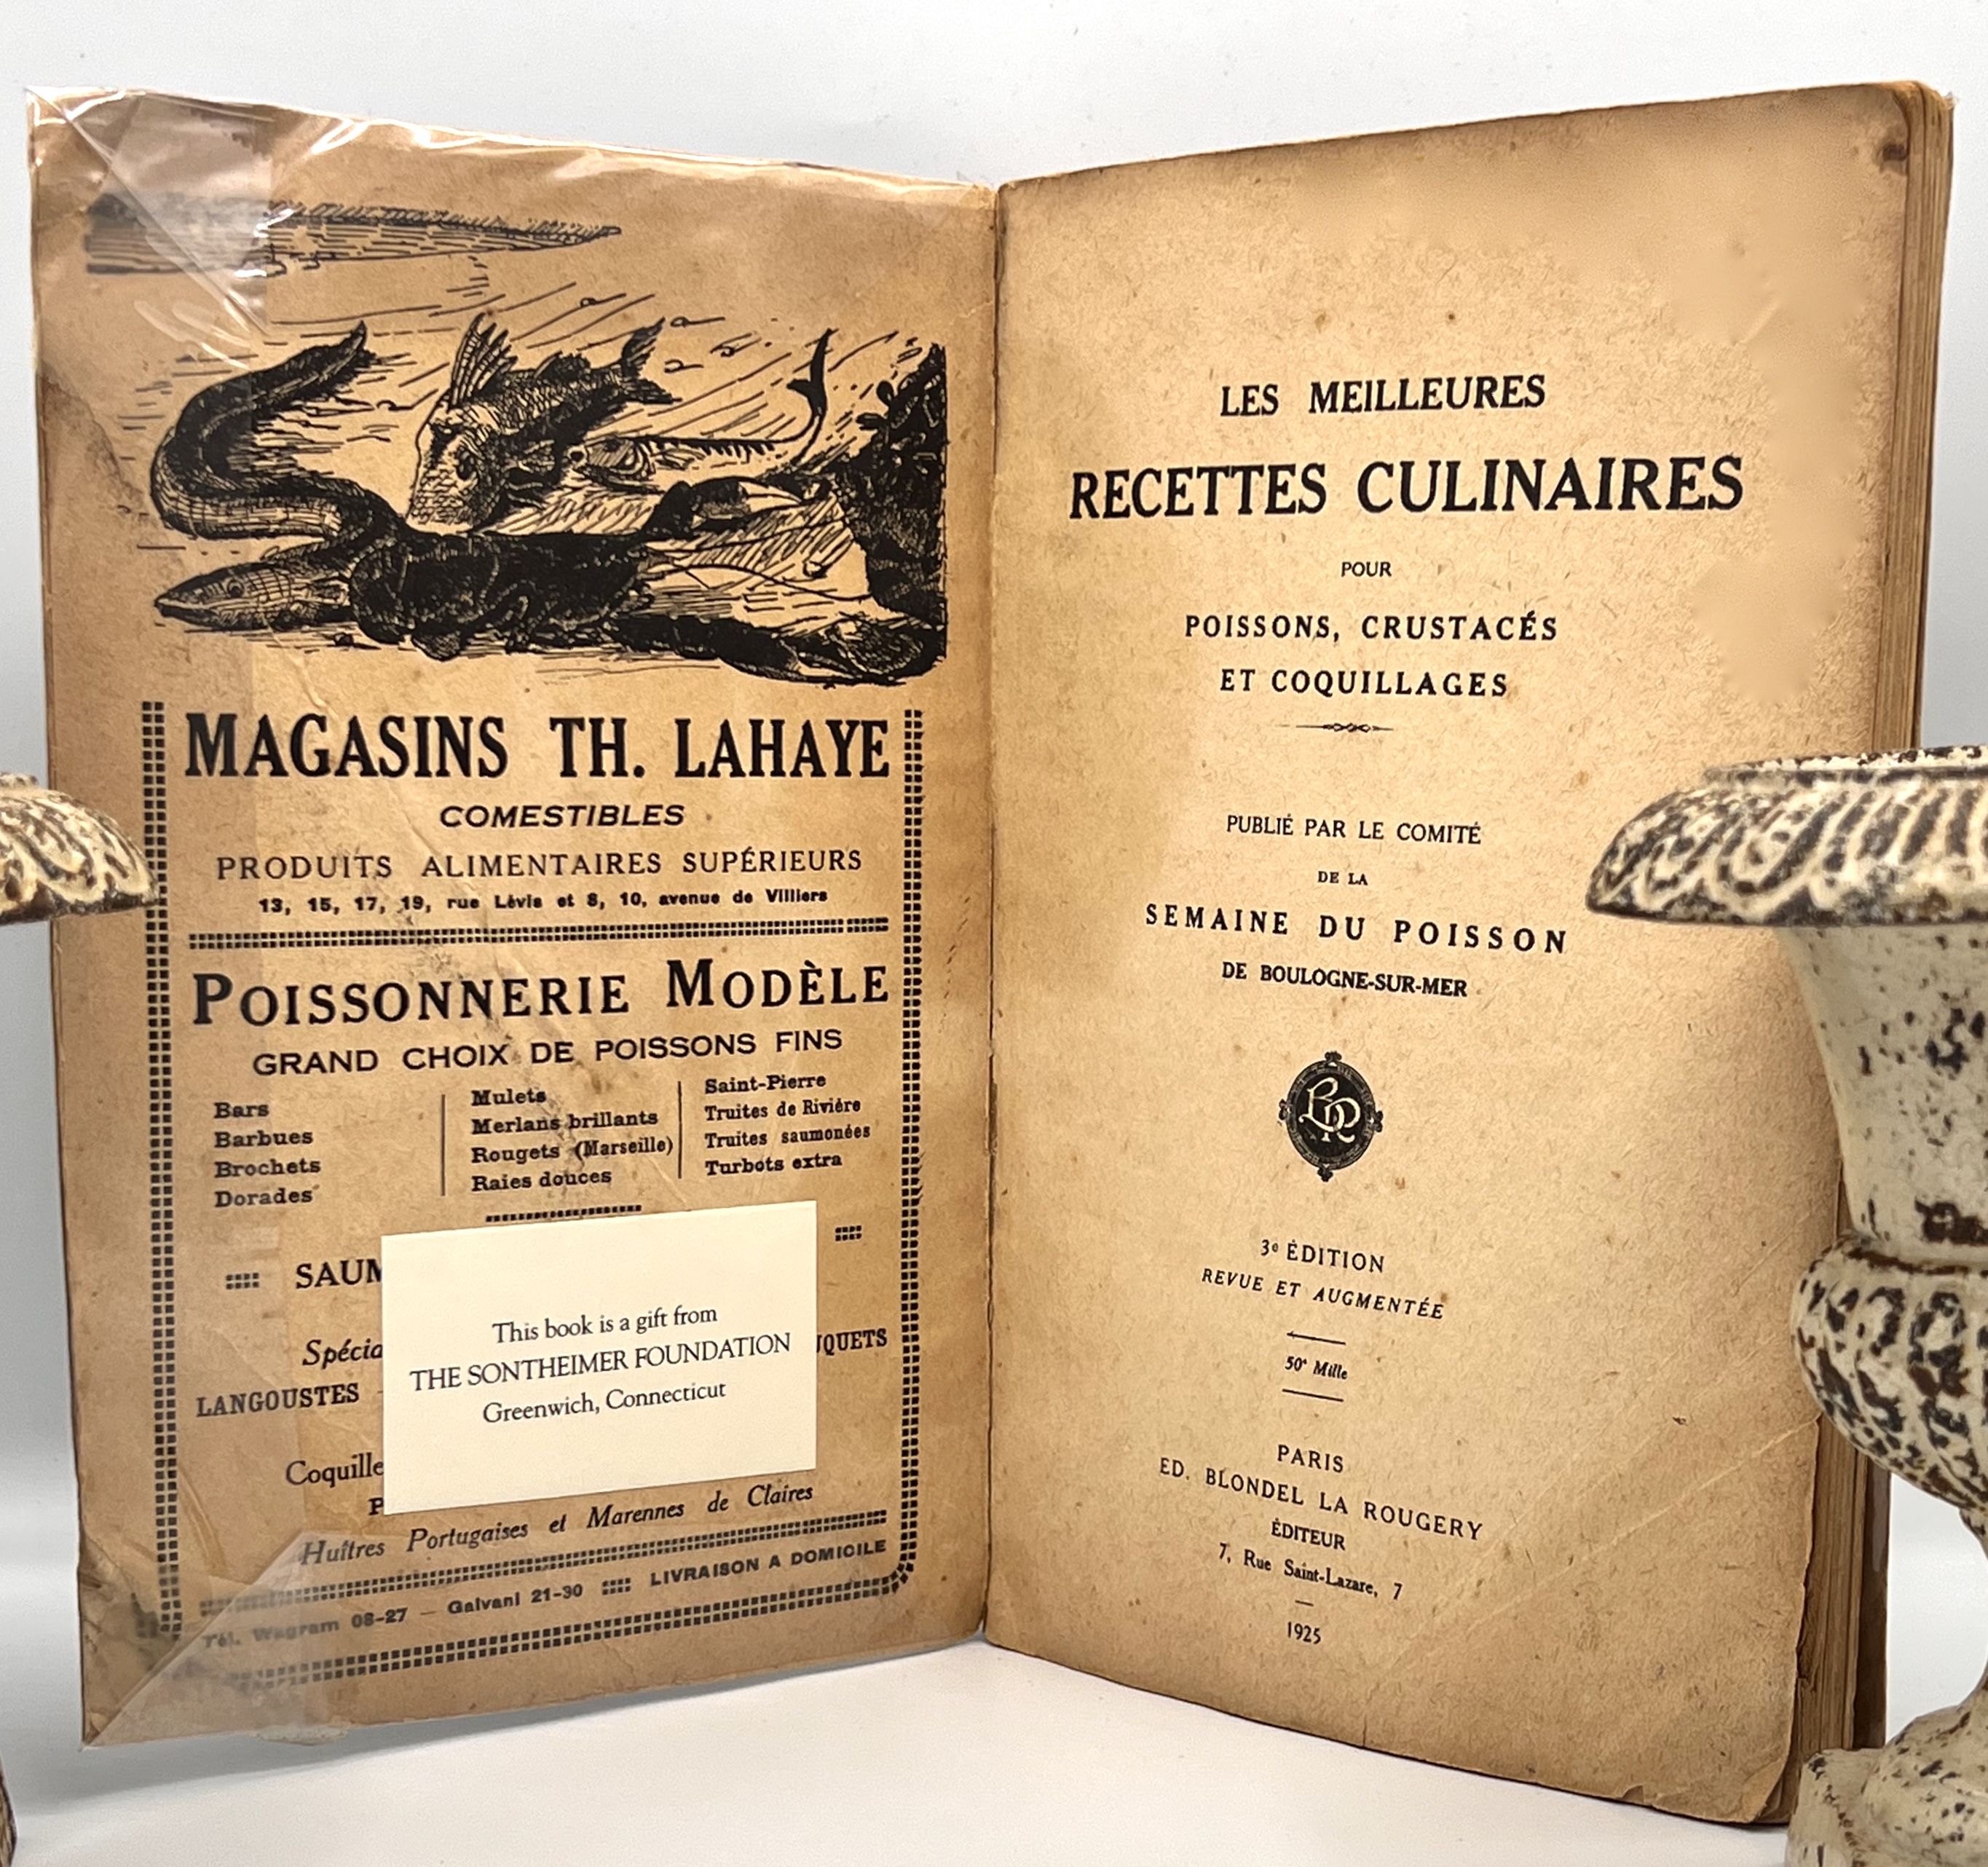 MAGASINS TH. LAHAYE
COMESTIBLES
PRODUITS ALIMENTAIRES SUPÉRIEURS
13, 15, 17, 19, rue Lévis et 8, 10, avenue de Villiers
POISSONNERIE MODÈLE
GRAND CHOIX DE POISSONS FINS
Bars
Barbues
Brochets
Dorades
Mulets
Merlans brillants
Rougets (Marseille)
Raies douces
Saint-Pierre
Truites de Rivière
Truites saumonées
Turbots extra
This book is a gift from
THE SONTHEIMER FOUNDATION
Greenwich, Connecticut
LANGOUSTES
Huîtres Portugaises et Marennes de Claires
Tél. Wagram 08-27 — Galvani 21-30 LIVRAISON A DOMICILE
LES MEILLEURES
RECETTES CULINAIRES
POUR
POISSONS, CRUSTACÉS
ET COQUILLAGES
PUBLIÉ PAR LE COMITÉ
DE LA
SEMAINE DU POISSON
DE BOULOGNE-SUR-MER
3e ÉDITION
REVUE ET AUGMENTÉE
50e Mille
PARIS
ED. BLONDEL LA ROUGERY
ÉDITEUR
7, Rue Saint-Lazare, 7
1925